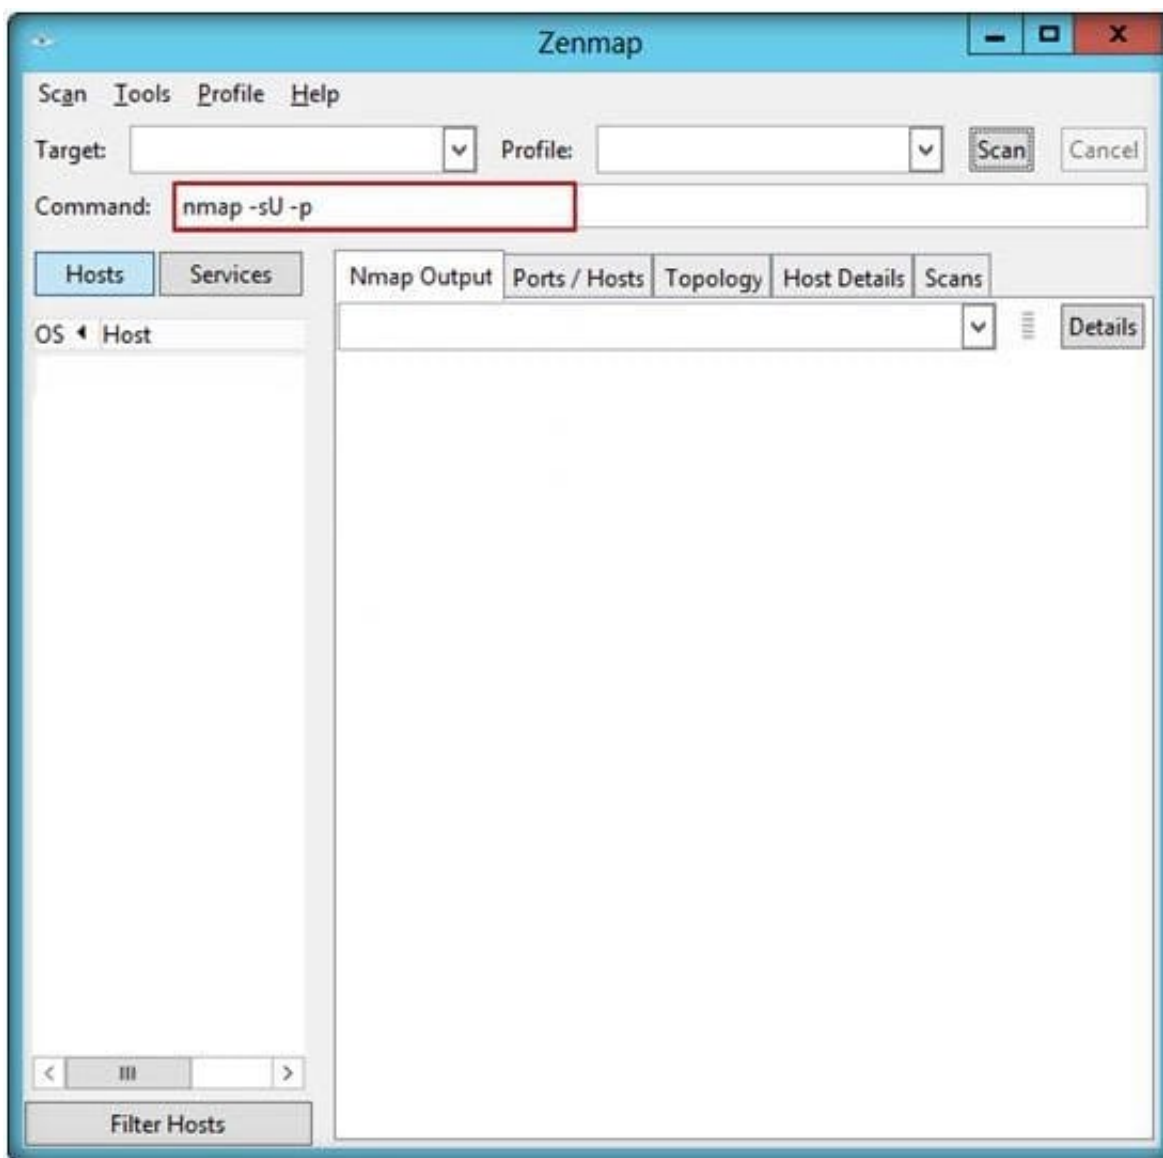 Zenmap
Scan Tools Profile Help
Target: Profile: Scan Cancel
Command: nmap -sU -p
Hosts Services Nmap Output Ports / Hosts Topology Host Details Scans
OS Host Details
Filter Hosts